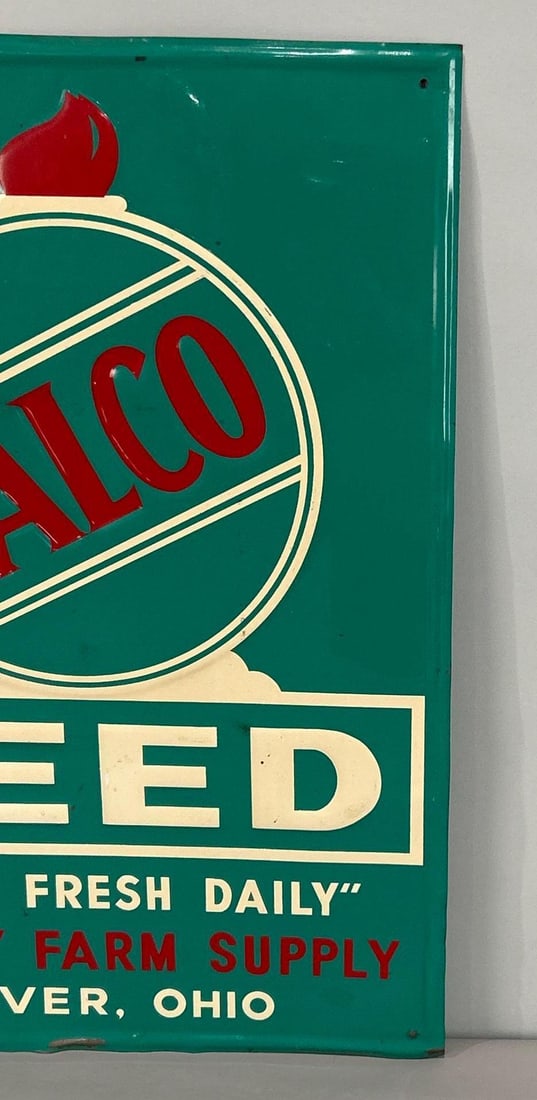 ALCO
EED
FRESH DAILY”
Y FARM SUPPLY
VER, OHIO